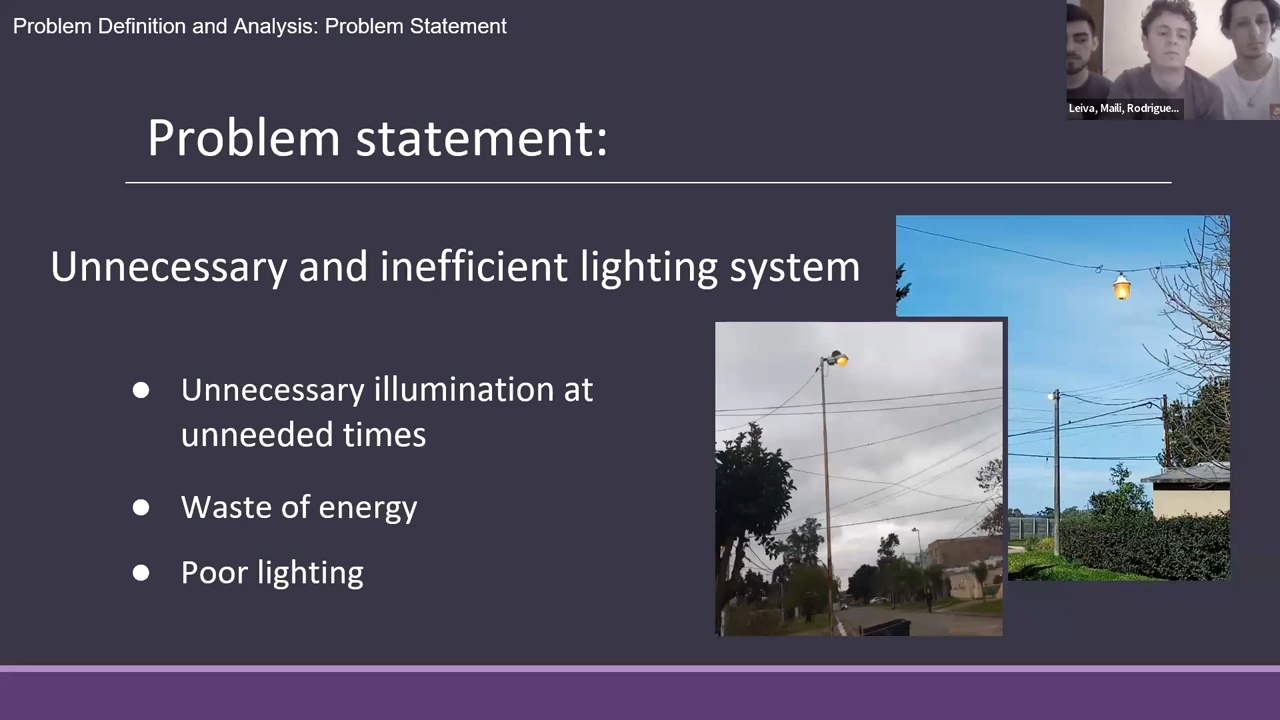 Problem Definition and Analysis: Problem Statement
Leiva, Maili, Rodrigue...
Problem statement:
Unnecessary and inefficient lighting system
● Unnecessary illumination at
unneeded times
● Waste of energy
● Poor lighting